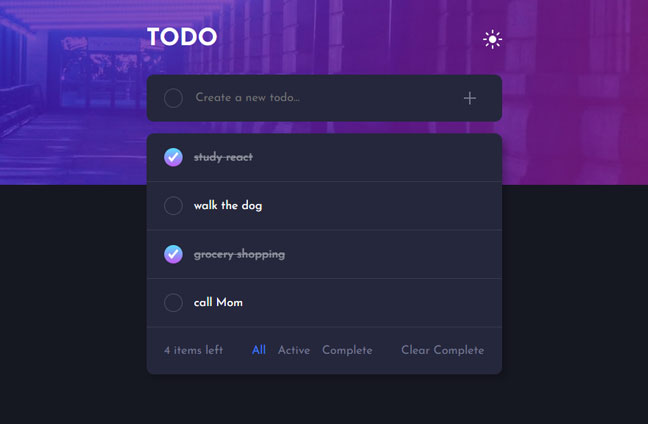 TODO
Create a new todo...
study react
walk the dog
grocery shopping
call Mom
4 items left All Active Complete Clear Complete